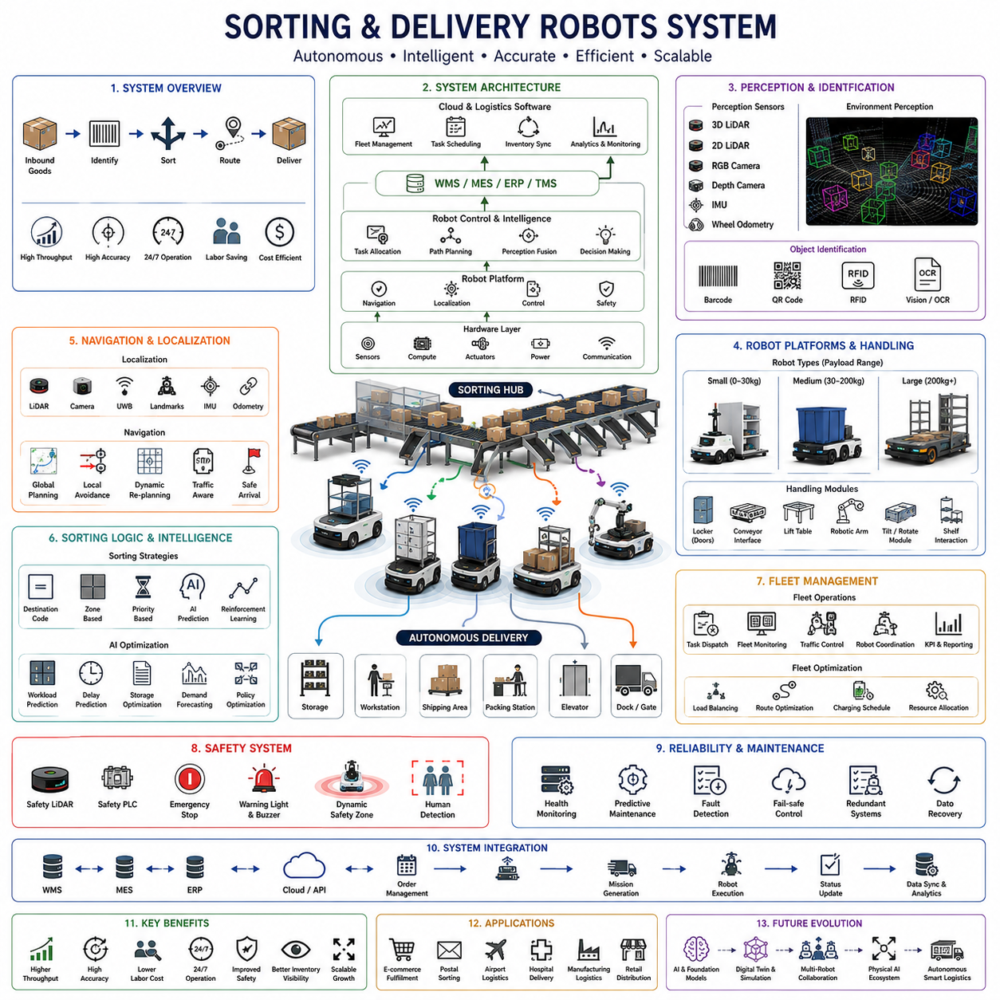 SORTING & DELIVERY ROBOTS SYSTEM
Autonomous • Intelligent • Accurate • Efficient • Scalable
1. SYSTEM OVERVIEW
Inbound
Goods
Identify
Sort
Route
Deliver
High Throughput
High Accuracy
24/7
24/7 Operation
Labor Saving
$
Cost Efficient
2. SYSTEM ARCHITECTURE
Cloud & Logistics Software
Fleet Management
Task Scheduling
Inventory Sync
Analytics & Monitoring
WMS / MES / ERP / TMS
Robot Control & Intelligence
Task Allocation
Path Planning
Perception Fusion
Decision Making
Robot Platform
Navigation
Localization
Control
Safety
Hardware Layer
Sensors
Compute
Actuators
Power
Communication
3. PERCEPTION & IDENTFICATION
Perception Sensors
3D LiDAR
2D LiDAR
RGB Camera
Depth Camera
IMU
Wheel Odometry
Environment Perception
Object Identification
Barcode
QR Code
RFID
RFID
OCR
Vision / OCR
5. NAVIGATION & LOCALIZATION
Localization
LiDAR
Camera
UWB
Landmarks
IMU
Odometry
Navigation
Global
Planning
Local
Avoidance
Dynamic
Re-planning
Traffic
Aware
Safe
Arrival
4. ROBOT PLATFORMS & HANDLING
Robot Types (Payload Range)
Small (0–30kg)
Medium (30–200kg)
Large (200kg+)
Handling Modules
Locker
(Doors)
Conveyor
Interface
Lift Table
Robotic Arm
Tilt / Rotate
Module
Shelf
Interaction
SORTING HUB
6. SORTING LOGIC & INTELLIGENCE
Sorting Strategies
Destination
Code
Zone
Based
Priority
Based
AI
AI
Prediction
Reinforcement
Learning
AI Optimization
Workload
Prediction
Delay
Prediction
Storage
Optimization
Demand
Forecasting
Policy
Optimization
AUTONOMOUS DELIVERY
Storage
Workstation
Shipping Area
Packing Station
Elevator
Dock / Gate
7. FLEET MANAGEMENT
Fleet Operations
Task Dispatch
Fleet Monitoring
Traffic Control
Robot Coordination
KPI & Reporting
Fleet Optimization
Load Balancing
Route Optimization
Charging Schedule
Resource Allocation
8. SAFETY SYSTEM
Safety LiDAR
Safety PLC
Emergency
Stop
Warning Light
& Buzzer
Dynamic
Safety Zone
Human
Detection
9. RELIABILITY & MAINTENANCE
Health
Monitoring
Predictive
Maintenance
Fault
Detection
Fail-safe
Control
Redundant
Systems
Dato
Recovery
10. SYSTEM INTEGRATION
WMS
MES
ERP
Cloud / API
Order
Management
Mission
Generation
Robot
Execution
Status
Update
Data Sync &
Analytics
11. KEY BENEFITS
Higher
Throughput
High
Accuracy
Lower
Labor Cost
24/7
24/7
Operation
Improved
Safety
Better Inventory
Visibility
Scalable
Growth
12. APPLICATIONS
E-commerce
Fulfillment
Postal
Sorting
Airport
Logistics
Hospital
Delivery
Manufacturing
Logistics
Retail
Distribution
13. FUTURE EVOLUTION
AI & Foundation
Models
Digital Twin &
Simulation
Multi-Robot
Collaboration
Physical AI
Ecosystem
Autonomous
Smart Logistics